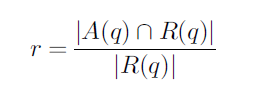 r = |A(q) ∩ R(q)| / |R(q)|